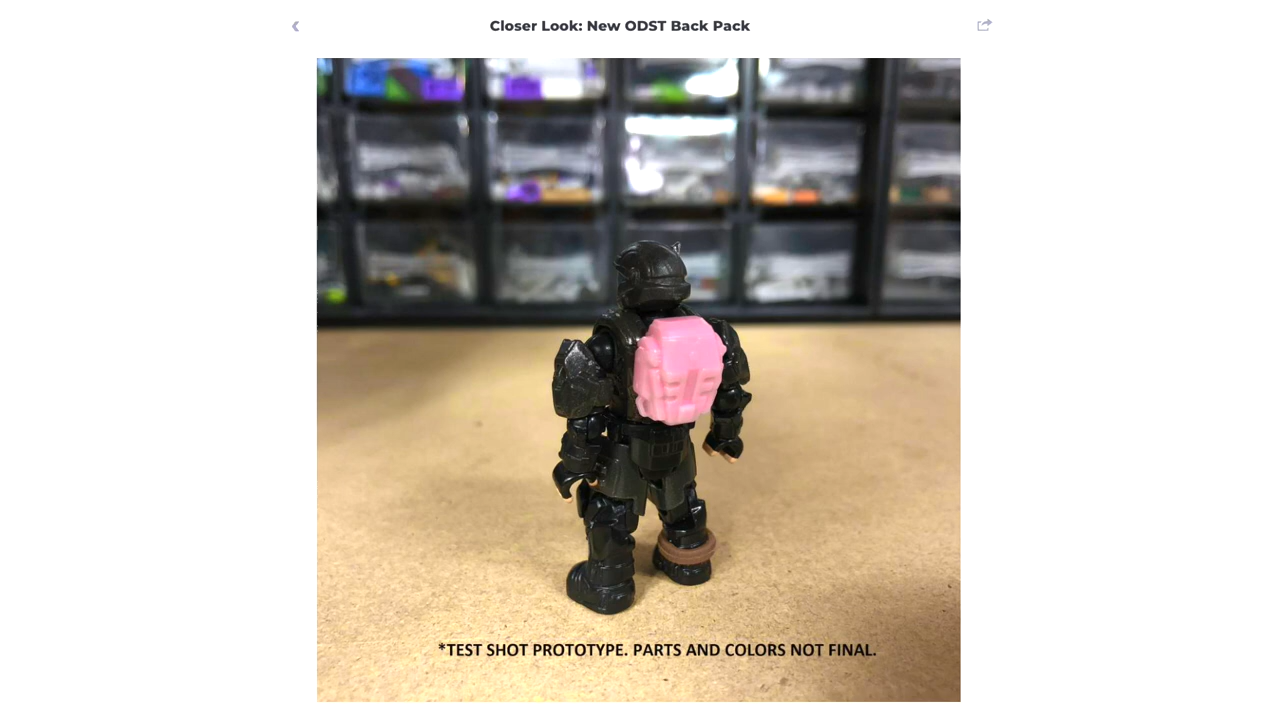 Closer Look: New ODST Back Pack
*TEST SHOT PROTOTYPE. PARTS AND COLORS NOT FINAL.